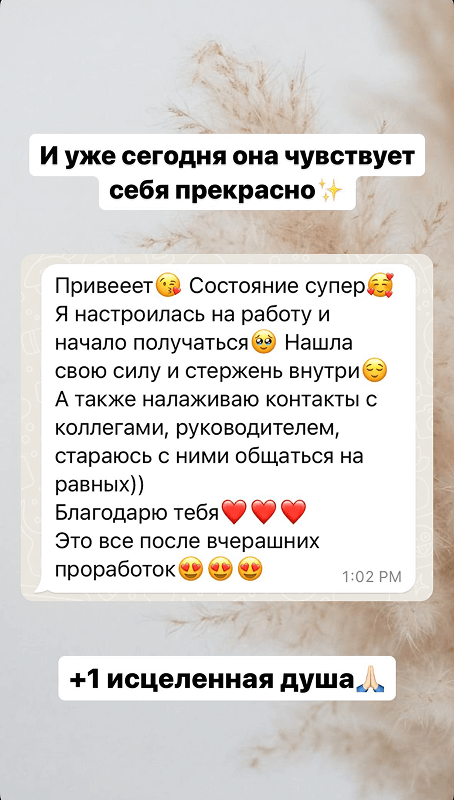 И уже сегодня она чувствует
себя прекрасно✨
Привееет😘 Состояние супер🥰
Я настроилась на работу и
начало получаться🥹 Нашла
свою силу и стержень внутри😌
А также налаживаю контакты с
коллегами, руководителем,
стараюсь с ними общаться на
равных))
Благодарю тебя❤️❤️❤️
Это все после вчерашних
проработок😍😍😍
1:02 PM
+1 исцеленная душа🙏🏻